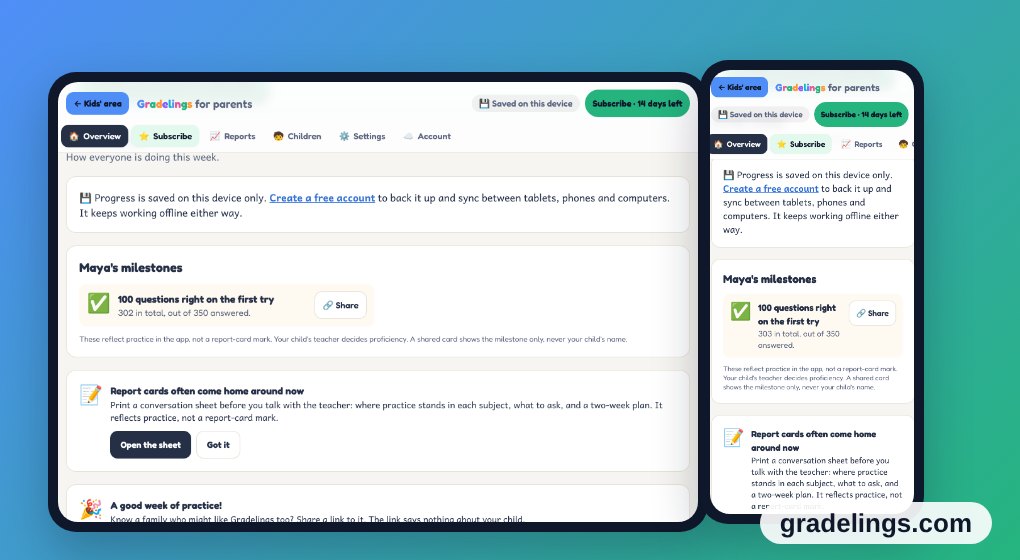 ← Kids' area
Gradelings for parents
💾 Saved on this device
Subscribe · 14 days left
🏠 Overview
⭐ Subscribe
📈 Reports
🧒 Children
⚙️ Settings
☁️ Account
How everyone is doing this week.
💾 Progress is saved on this device only. Create a free account to back it up and sync between tablets, phones and computers.
It keeps working offline either way.
Maya's milestones
✅ 100 questions right on the first try
302 in total, out of 350 answered.
🔗 Share
These reflect practice in the app, not a report-card mark. Your child's teacher decides proficiency. A shared card shows the milestone only, never your child's name.
Report cards often come home around now
Print a conversation sheet before you talk with the teacher: where practice stands in each subject, what to ask, and a two-week plan. It
reflects practice, not a report-card mark.
Open the sheet
Got it
A good week of practice!
Know a family who might like Gradelings too? Share a link to it. The link says nothing about your child.
← Kids' area
Gradelings for parents
💾 Saved on this device
Subscribe · 14 days left
🏠 Overview
⭐ Subscribe
📈 Reports
💾 Progress is saved on this device only.
Create a free account to back it up and
sync between tablets, phones and
computers. It keeps working offline either
way.
Maya's milestones
✅ 100 questions right
on the first try
303 in total, out of 350
answered.
🔗 Share
These reflect practice in the app, not a report-card mark.
Your child's teacher decides proficiency. A shared card
shows the milestone only, never your child's name.
Report cards often come home
around now
Print a conversation sheet before you
talk with the teacher: where practice
stands in each subject, what to ask, and
a two-week plan. It reflects practice, not
gradelings.com